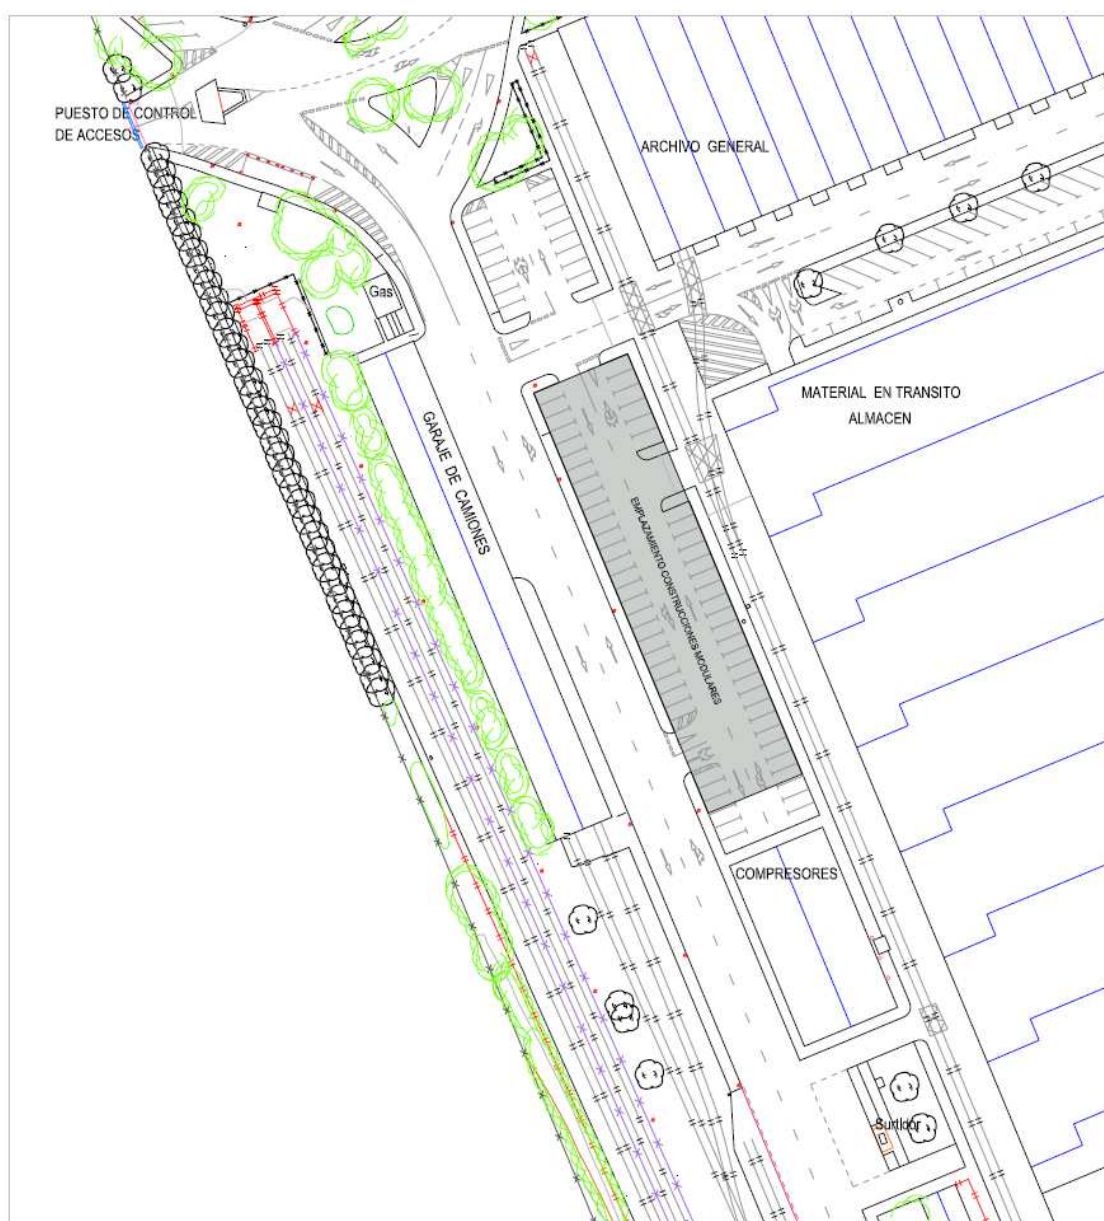 PUESTO DE CONTROL
DE ACCESOS
ARCHIVO GENERAL
Gas
MATERIAL EN TRANSITO
ALMACEN
GARAJE DE CAMIONES
EMPLAZAMIENTO CONSTRUCCIONES MODULARES
COMPRESORES
Surtidor